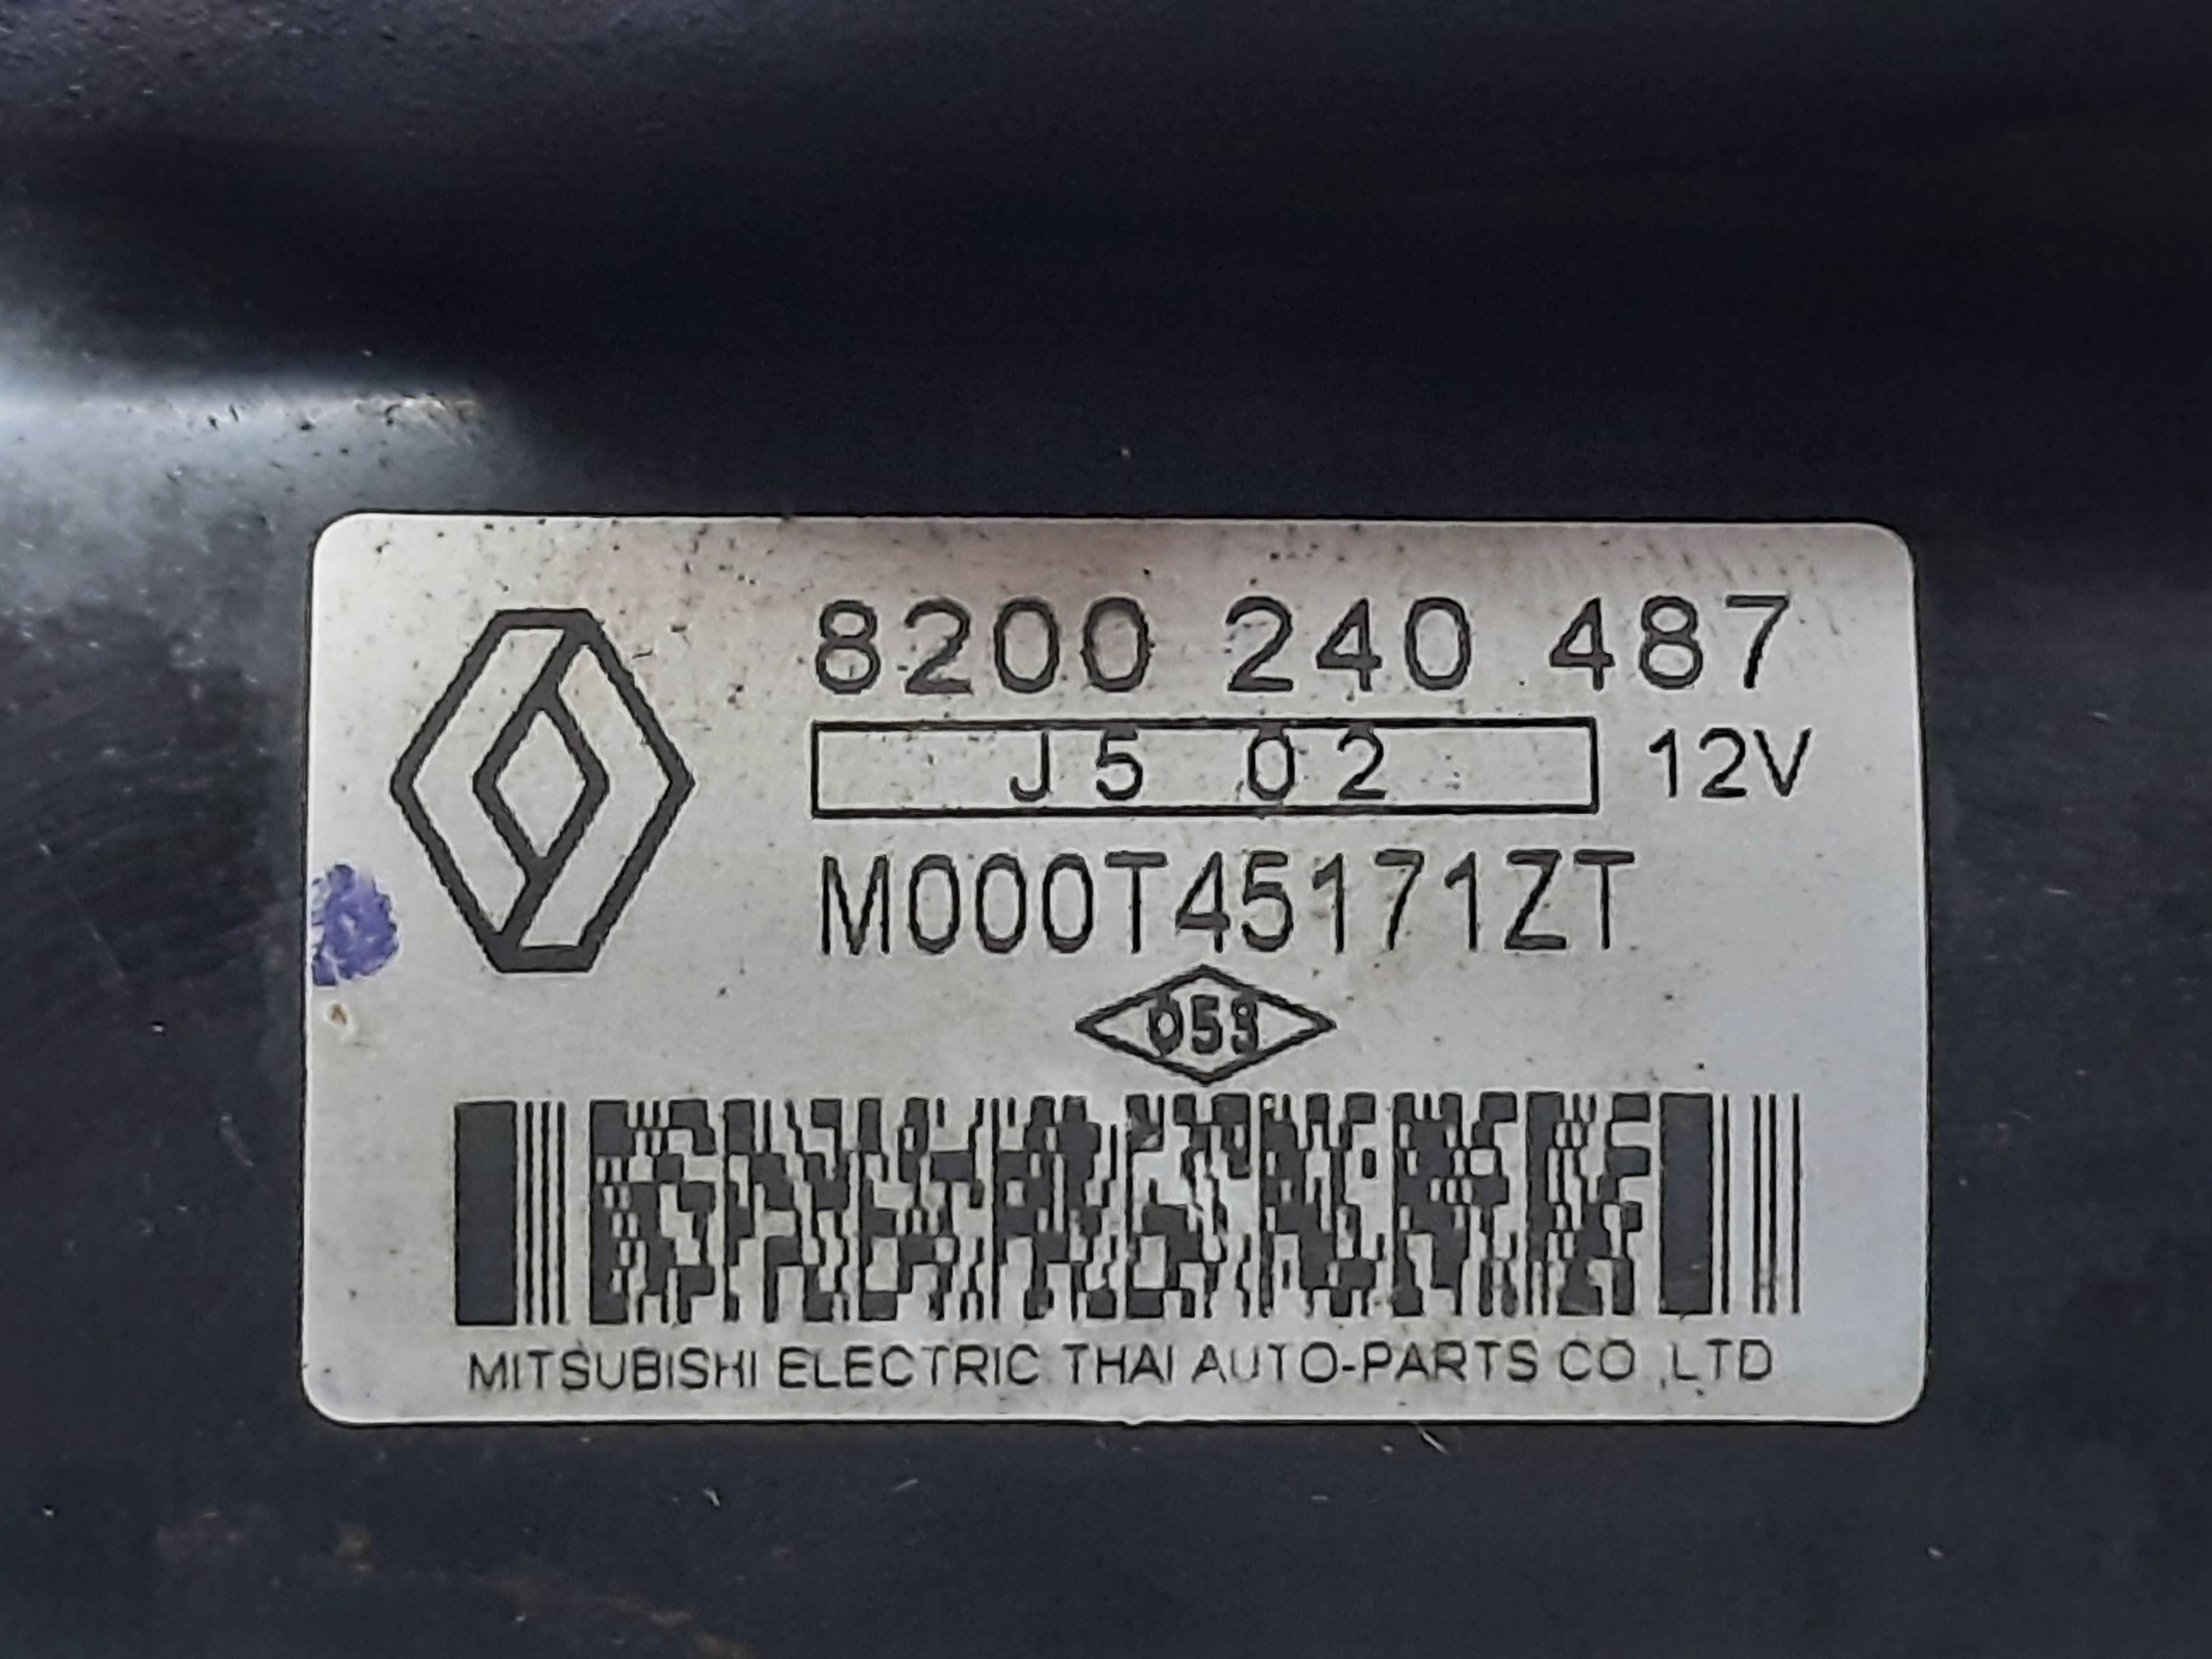 8200 240 487
J5 02 12V
M000T45171ZT
053
MITSUBISHI ELECTRIC THAI AUTO-PARTS CO ,LTD